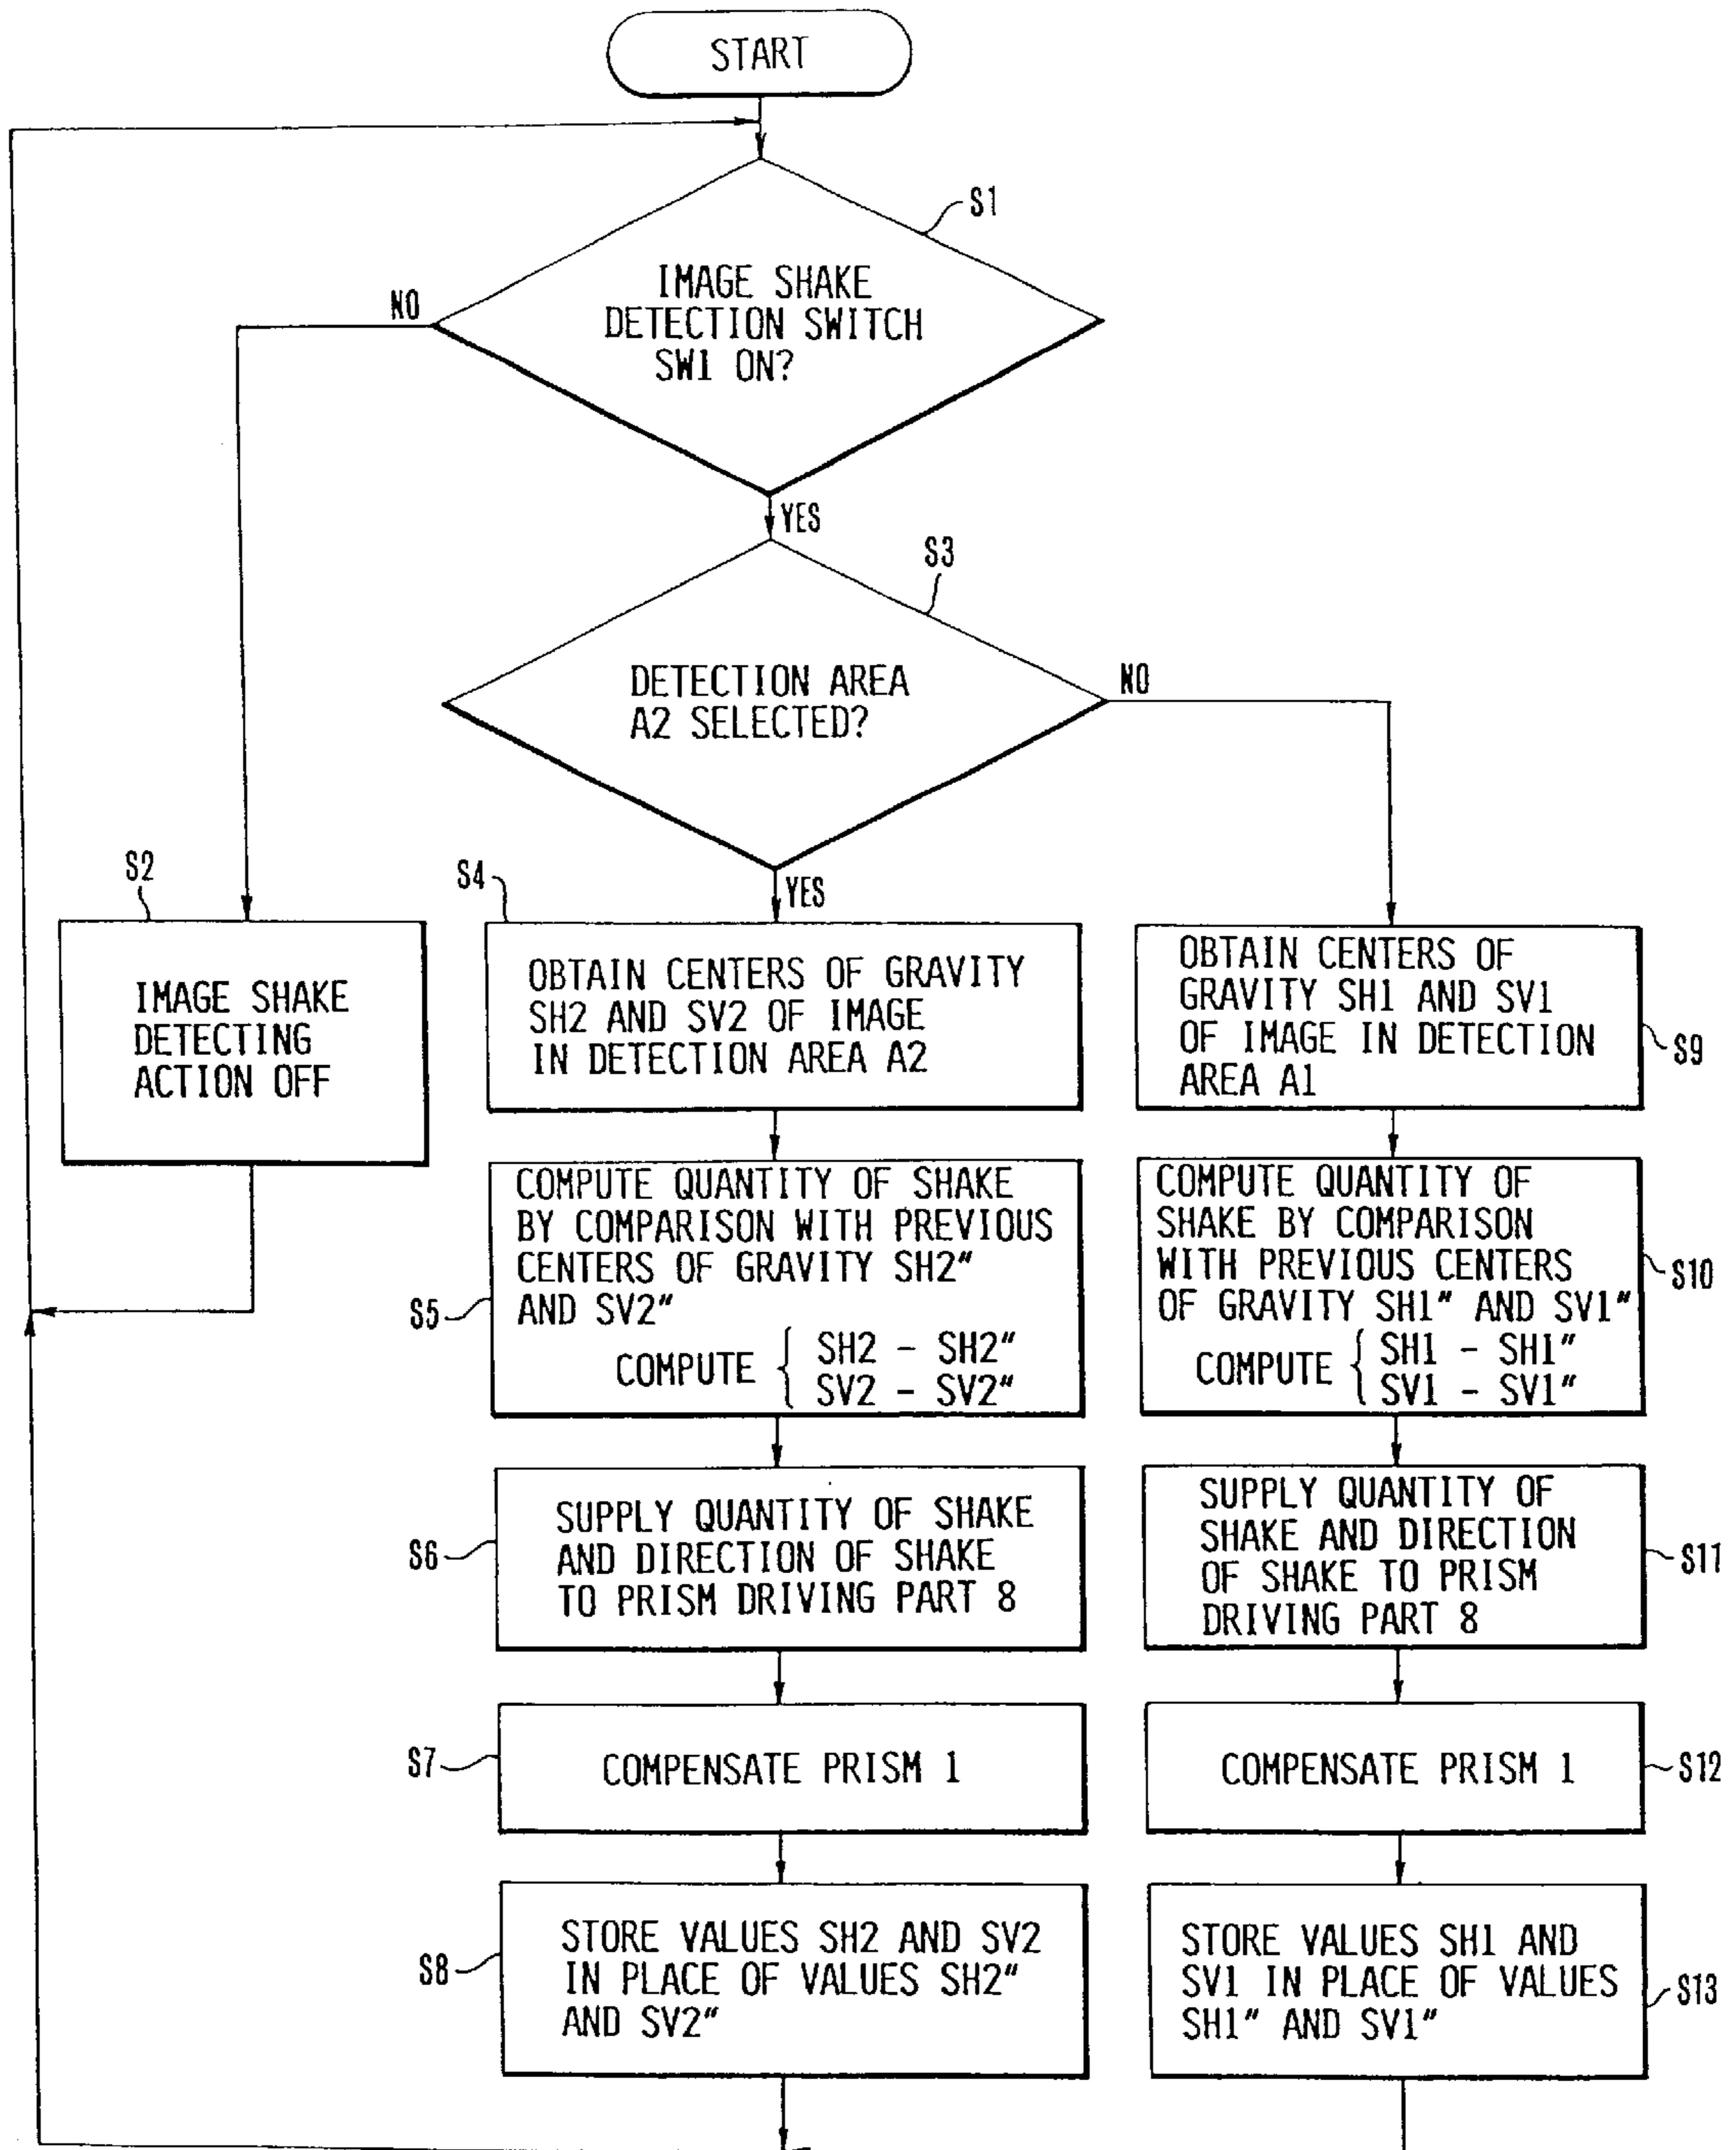 START
S1
IMAGE SHAKE
DETECTION SWITCH
SW1 ON?
NO
YES
S3
DETECTION AREA
A2 SELECTED?
NO
YES
S2
IMAGE SHAKE
DETECTING
ACTION OFF
S4
OBTAIN CENTERS OF GRAVITY
SH2 AND SV2 OF IMAGE
IN DETECTION AREA A2
S5
COMPUTE QUANTITY OF SHAKE
BY COMPARISON WITH PREVIOUS
CENTERS OF GRAVITY SH2"
AND SV2"
COMPUTE { SH2 - SH2"
SV2 - SV2"
S6
SUPPLY QUANTITY OF SHAKE
AND DIRECTION OF SHAKE
TO PRISM DRIVING PART 8
S7
COMPENSATE PRISM 1
S8
STORE VALUES SH2 AND SV2
IN PLACE OF VALUES SH2"
AND SV2"
OBTAIN CENTERS OF
GRAVITY SH1 AND SV1
OF IMAGE IN DETECTION
AREA A1
S9
COMPUTE QUANTITY OF
SHAKE BY COMPARISON
WITH PREVIOUS CENTERS
OF GRAVITY SH1" AND SV1"
COMPUTE { SH1 - SH1"
SV1 - SV1"
S10
SUPPLY QUANTITY OF
SHAKE AND DIRECTION
OF SHAKE TO PRISM
DRIVING PART 8
S11
COMPENSATE PRISM 1
S12
STORE VALUES SH1 AND
SV1 IN PLACE OF VALUES
SH1" AND SV1"
S13